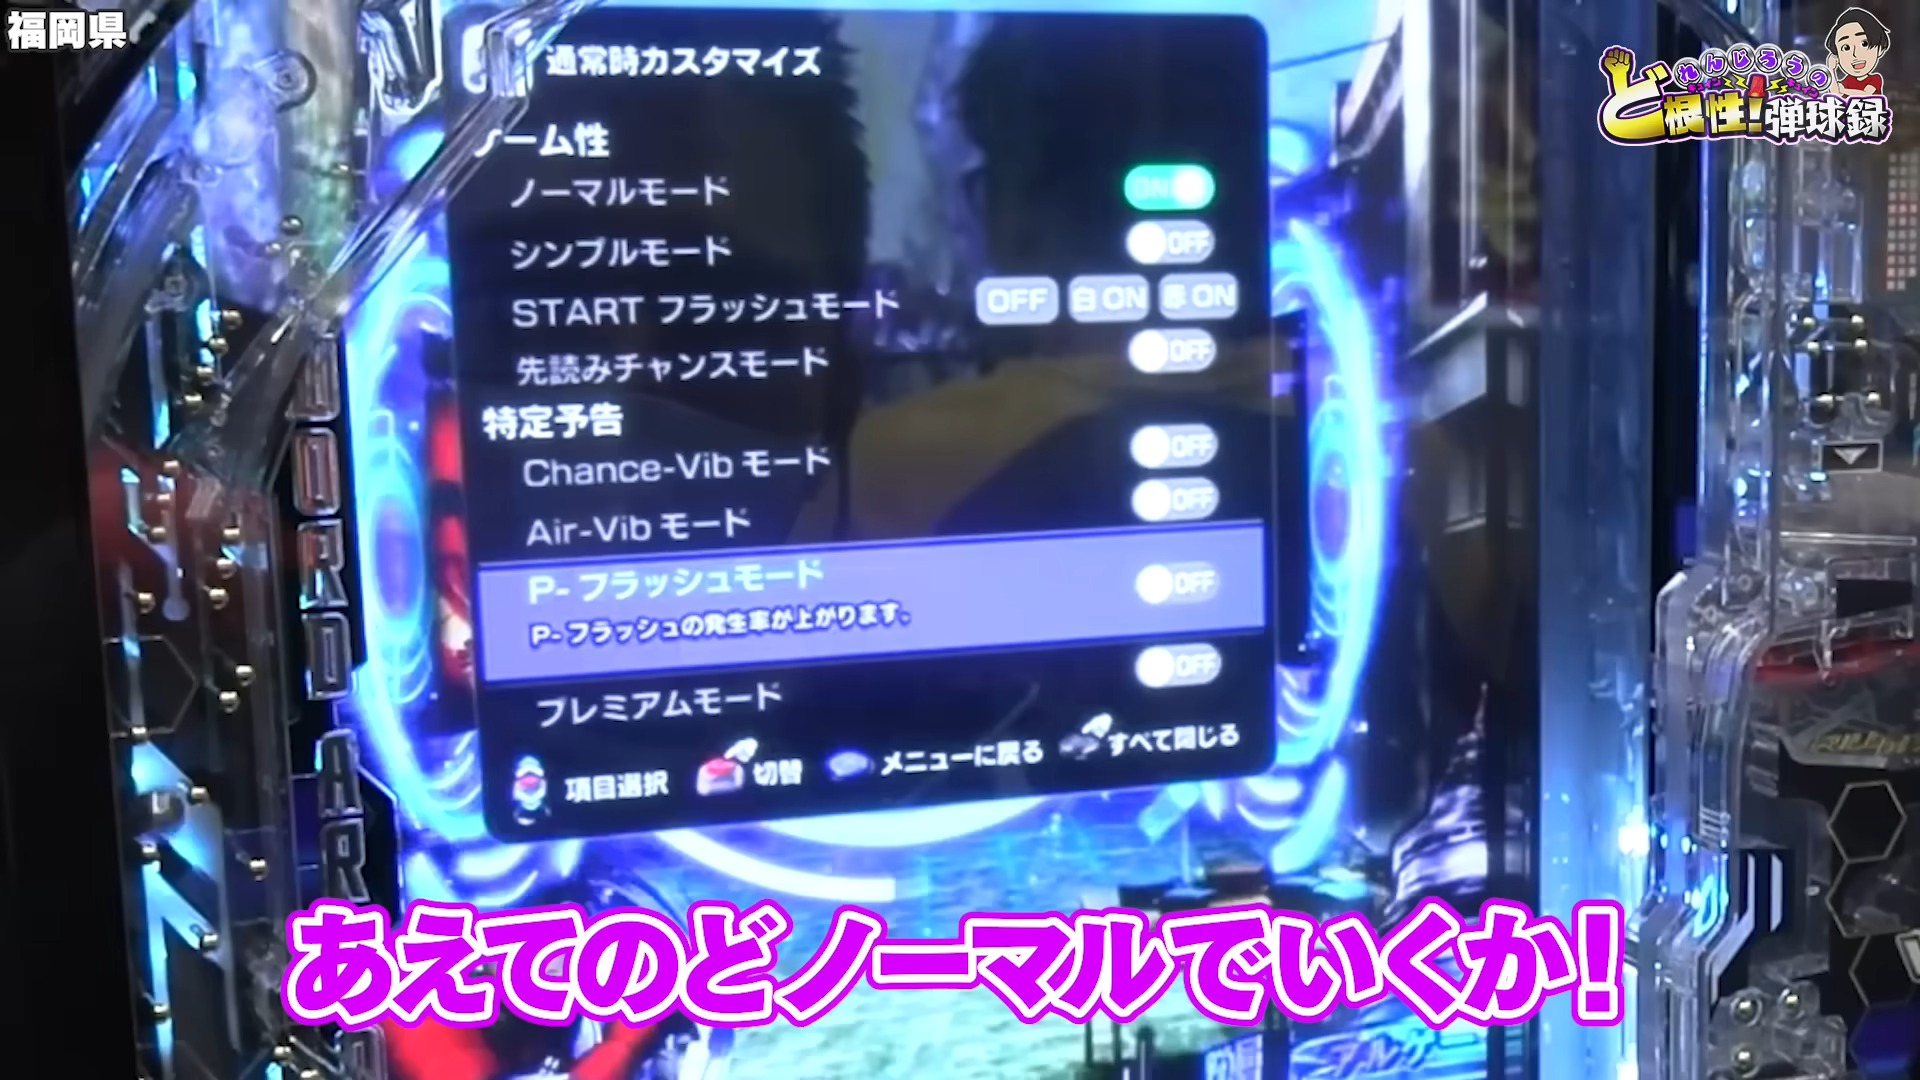 福岡県
れんじろうの
ど根性!弾球録
通常時カスタマイズ
ーム性
ノーマルモード ON
シンプルモード OFF
START フラッシュモード OFF 白ON 赤ON
先読みチャンスモード OFF
特定予告
Chance-Vib モード OFF
Air-Vib モード OFF
P-フラッシュモード OFF
P-フラッシュの発生率が上がります。
プレミアムモード OFF
項目選択 切替 メニューに戻る すべて閉じる
WORD AR
あえてのどノーマルでいくか!